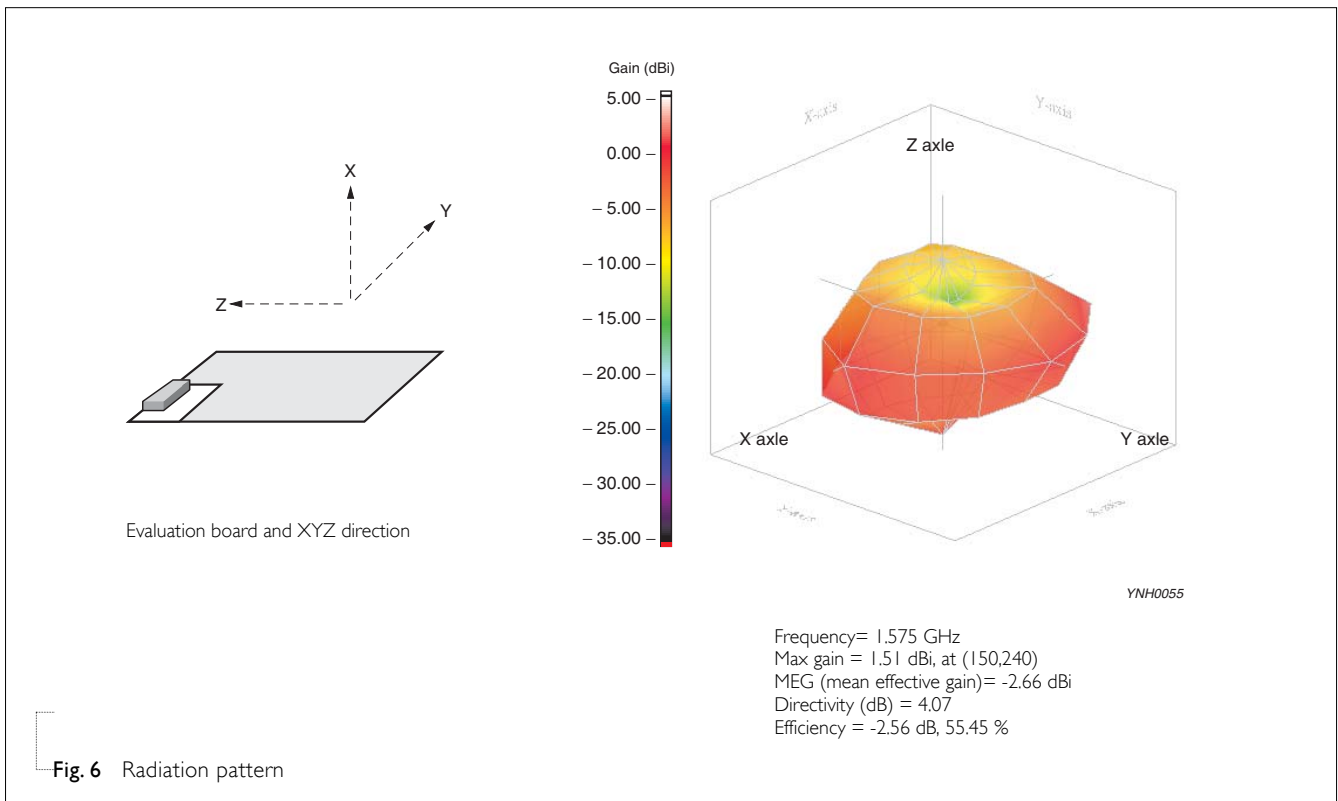 Gain (dBi)
5.00 –
0.00 –
– 5.00 –
– 10.00 –
– 15.00 –
– 20.00 –
– 25.00 –
– 30.00 –
– 35.00 –
X
Y
Z
Evaluation board and XYZ direction
X-axis
Y-axis
Z axle
X axle
Y axle
YNH0055
Frequency= 1.575 GHz
Max gain = 1.51 dBi, at (150,240)
MEG (mean effective gain)= -2.66 dBi
Directivity (dB) = 4.07
Efficiency = -2.56 dB, 55.45 %
Fig. 6 Radiation pattern